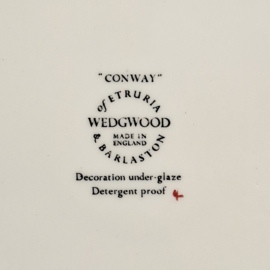 "CONWAY"
of ETRURIA
WEDGWOOD
MADE IN
ENGLAND
& BARLASTON
Decoration under-glaze
Detergent proof